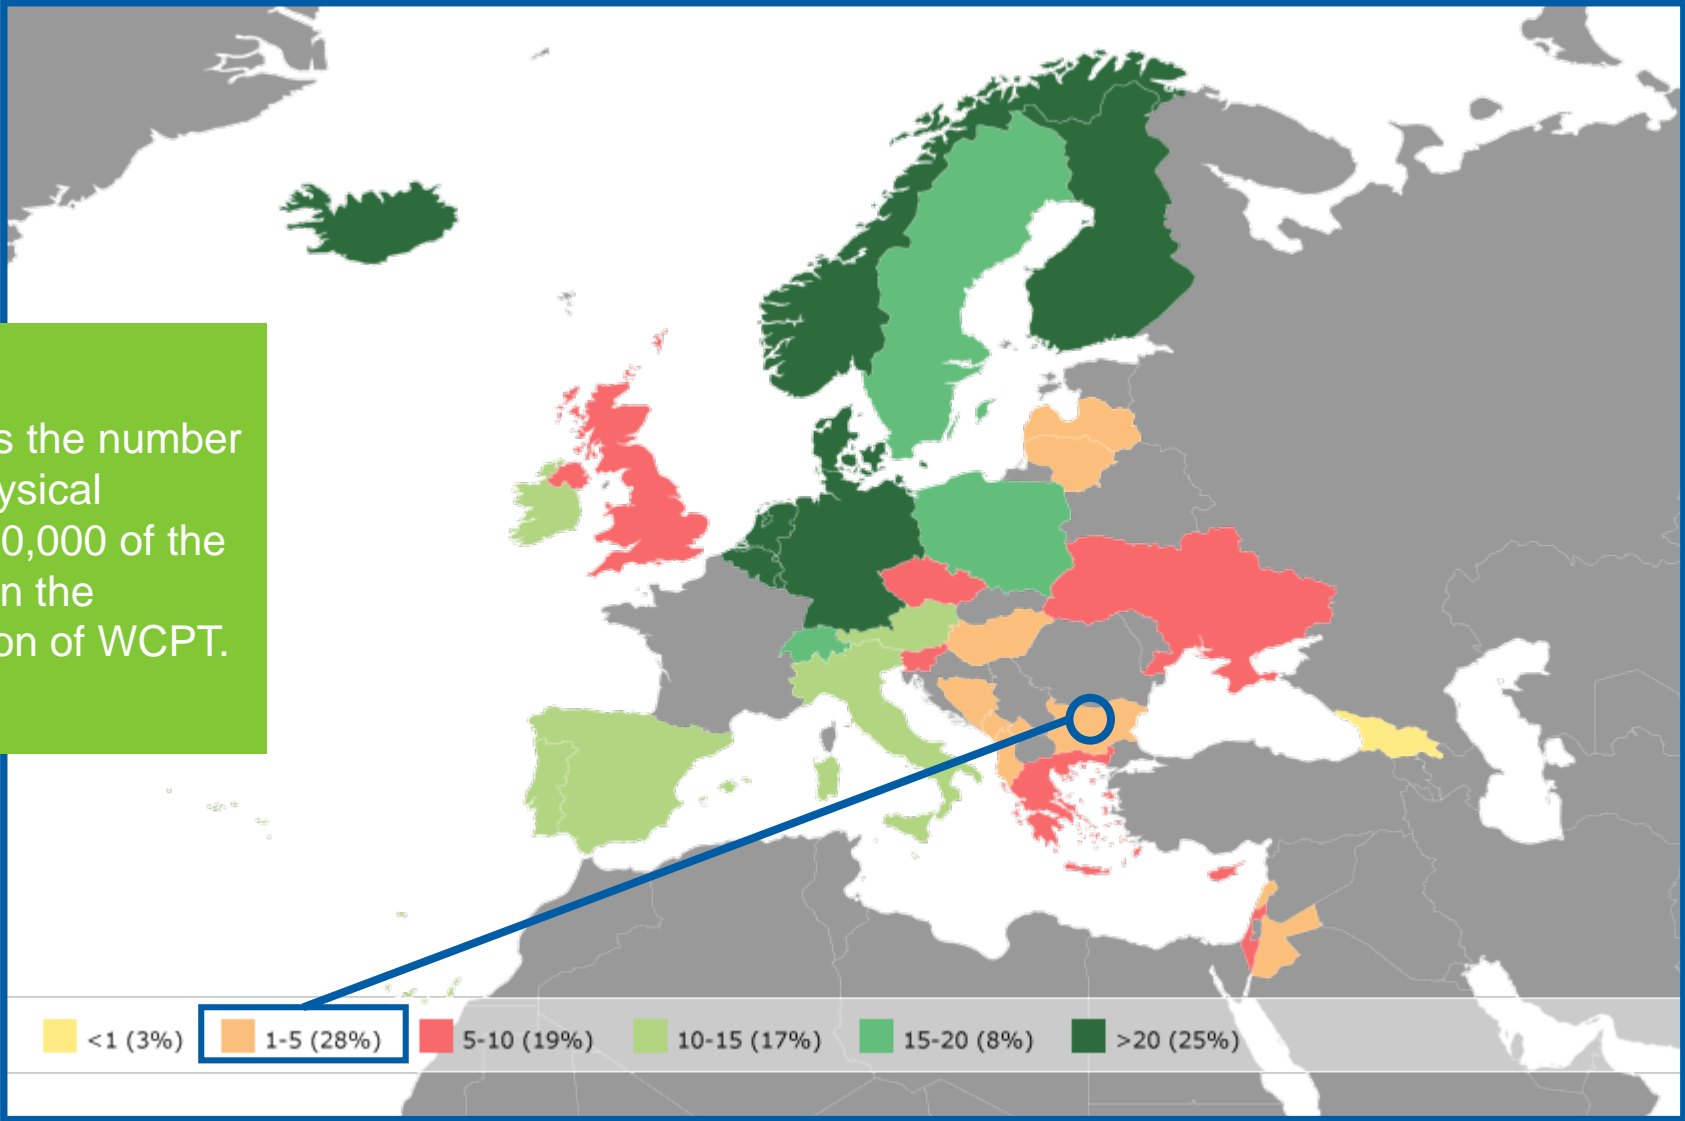 s the number
ysical
0,000 of the
n the
on of WCPT.
<1 (3%) 1-5 (28%) 5-10 (19%) 10-15 (17%) 15-20 (8%) >20 (25%)